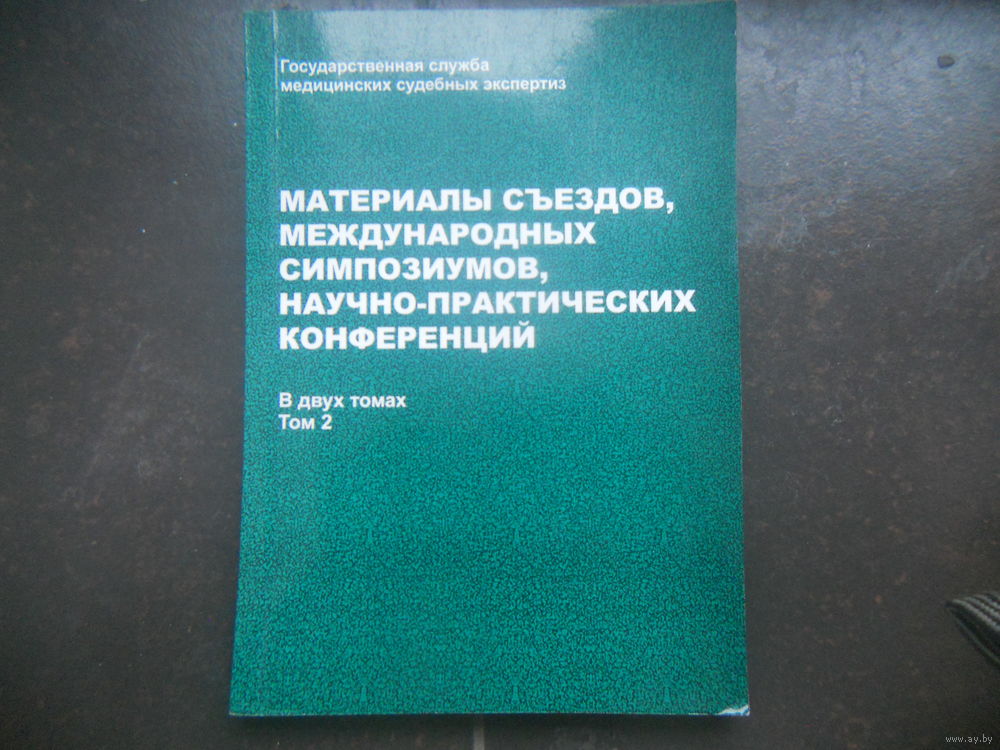 Государственная служба
медицинских судебных экспертиз
МАТЕРИАЛЫ СЪЕЗДОВ,
МЕЖДУНАРОДНЫХ
СИМПОЗИУМОВ,
НАУЧНО-ПРАКТИЧЕСКИХ
КОНФЕРЕНЦИЙ
В двух томах
Том 2
www.ay.by